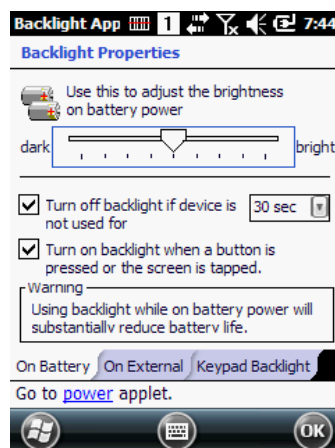 Backlight App 1 7:44
Backlight Properties
Use this to adjust the brightness
on battery power
dark bright
Turn off backlight if device is 30 sec
not used for
Turn on backlight when a button is
pressed or the screen is tapped.
Warning
Using backlight while on battery power will
substantially reduce battery life.
On Battery On External Keypad Backlight
Go to power applet.
OK